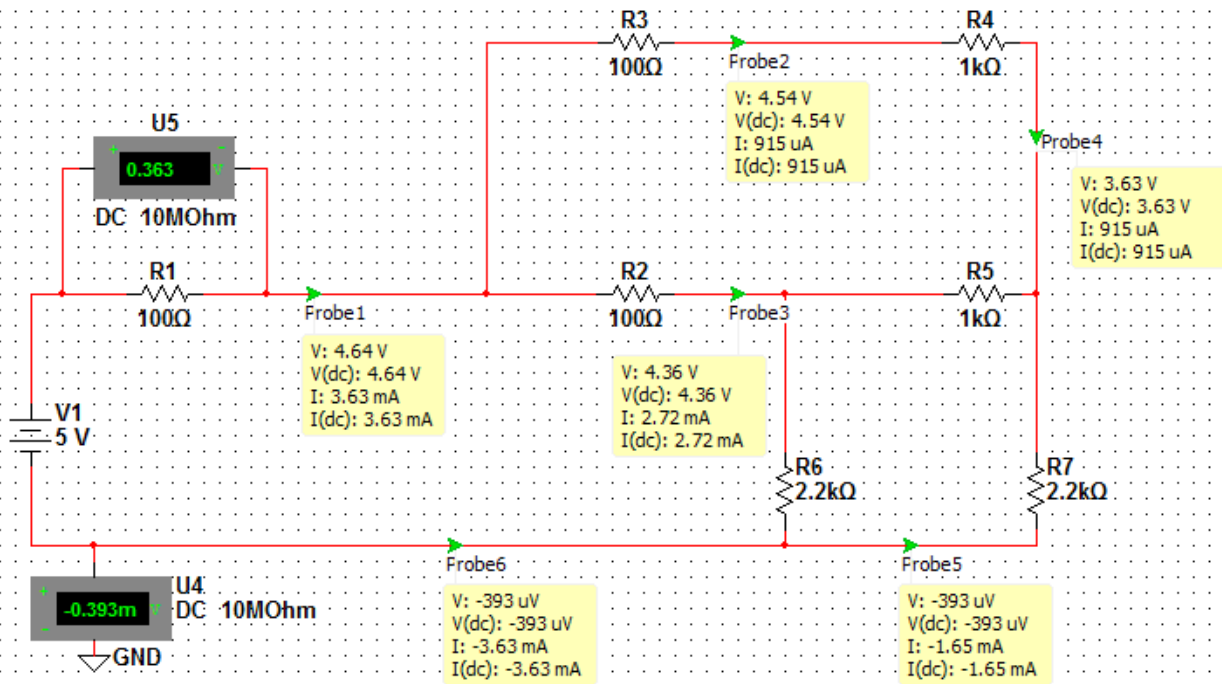 R3
100Ω
Probe2
V: 4.54 V
V(dc): 4.54 V
I: 915 uA
I(dc): 915 uA
R4
1kΩ
Probe4
V: 3.63 V
V(dc): 3.63 V
I: 915 uA
I(dc): 915 uA
U5
+ -
0.363 V
DC 10MOhm
R1
100Ω
Probe1
V: 4.64 V
V(dc): 4.64 V
I: 3.63 mA
I(dc): 3.63 mA
R2
100Ω
Probe3
V: 4.36 V
V(dc): 4.36 V
I: 2.72 mA
I(dc): 2.72 mA
R5
1kΩ
V1
5 V
R6
2.2kΩ
R7
2.2kΩ
U4
+
-0.393m V
-
DC 10MOhm
GND
Probe6
V: -393 uV
V(dc): -393 uV
I: -3.63 mA
I(dc): -3.63 mA
Probe5
V: -393 uV
V(dc): -393 uV
I: -1.65 mA
I(dc): -1.65 mA